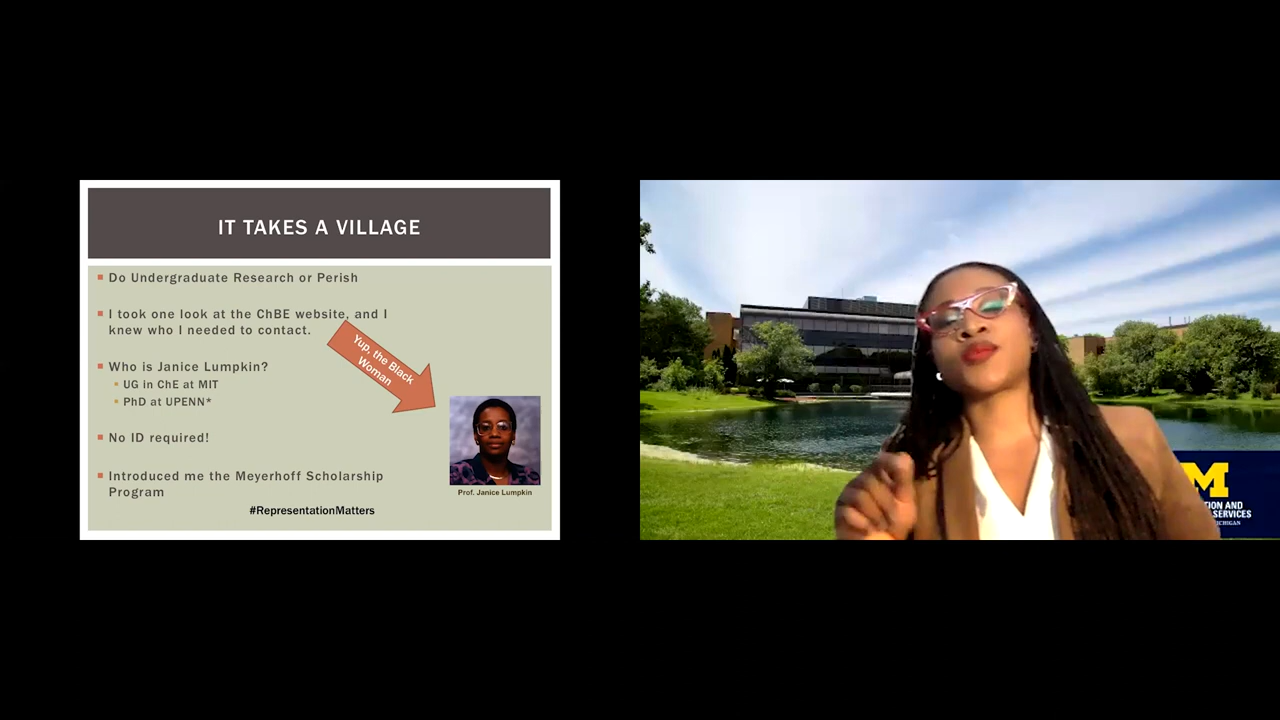 IT TAKES A VILLAGE
Do Undergraduate Research or Perish
I took one look at the ChBE website, and I
knew who I needed to contact.
Yup, the Black
Woman
Who is Janice Lumpkin?
UG in ChE at MIT
PhD at UPENN*
No ID required!
Introduced me the Meyerhoff Scholarship
Program
Prof. Janice Lumpkin
#RepresentationMatters
M
SERVICES